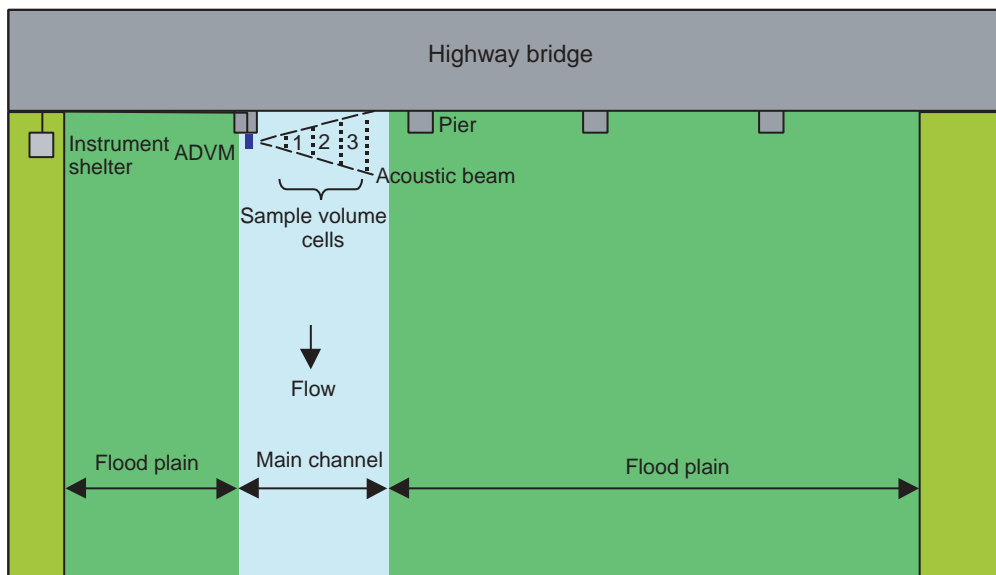 Highway bridge
Instrument
shelter
ADVM
1 2 3
Pier
Acoustic beam
Sample volume
cells
Flow
Flood plain
Main channel
Flood plain